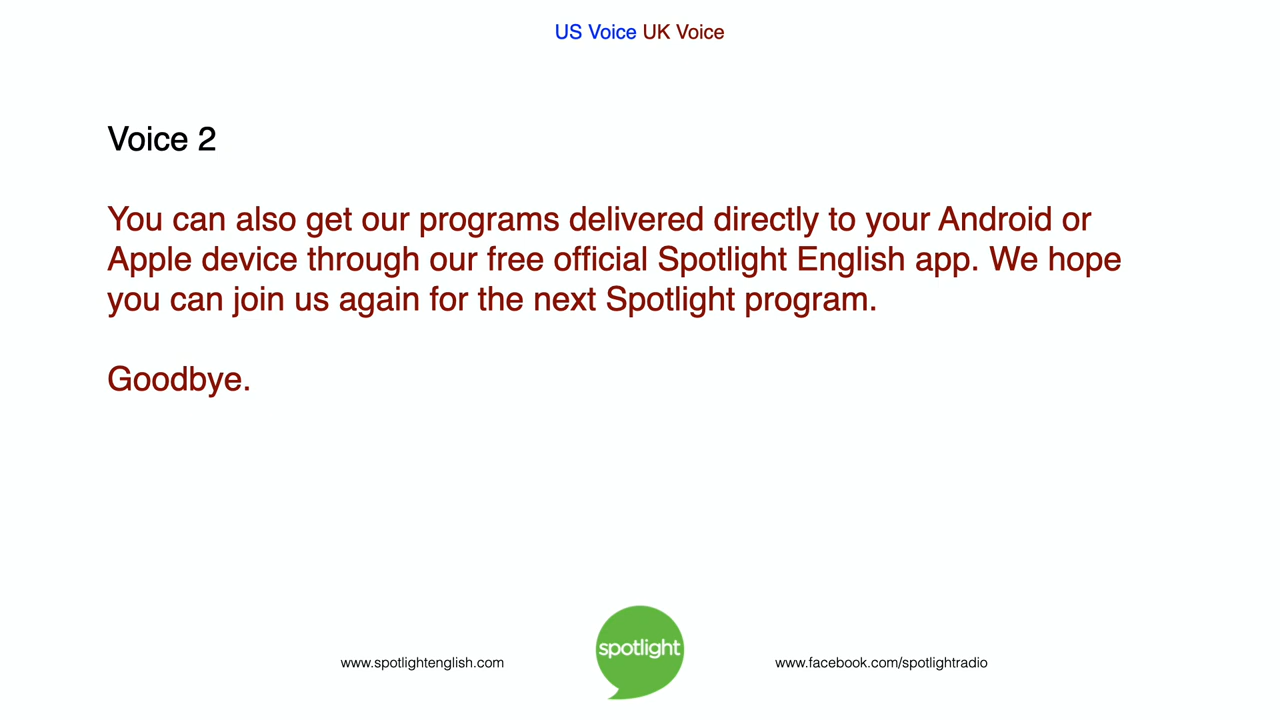 US Voice UK Voice
Voice 2
You can also get our programs delivered directly to your Android or
Apple device through our free official Spotlight English app. We hope
you can join us again for the next Spotlight program.
Goodbye.
www.spotlightenglish.com
spotlight
www.facebook.com/spotlightradio